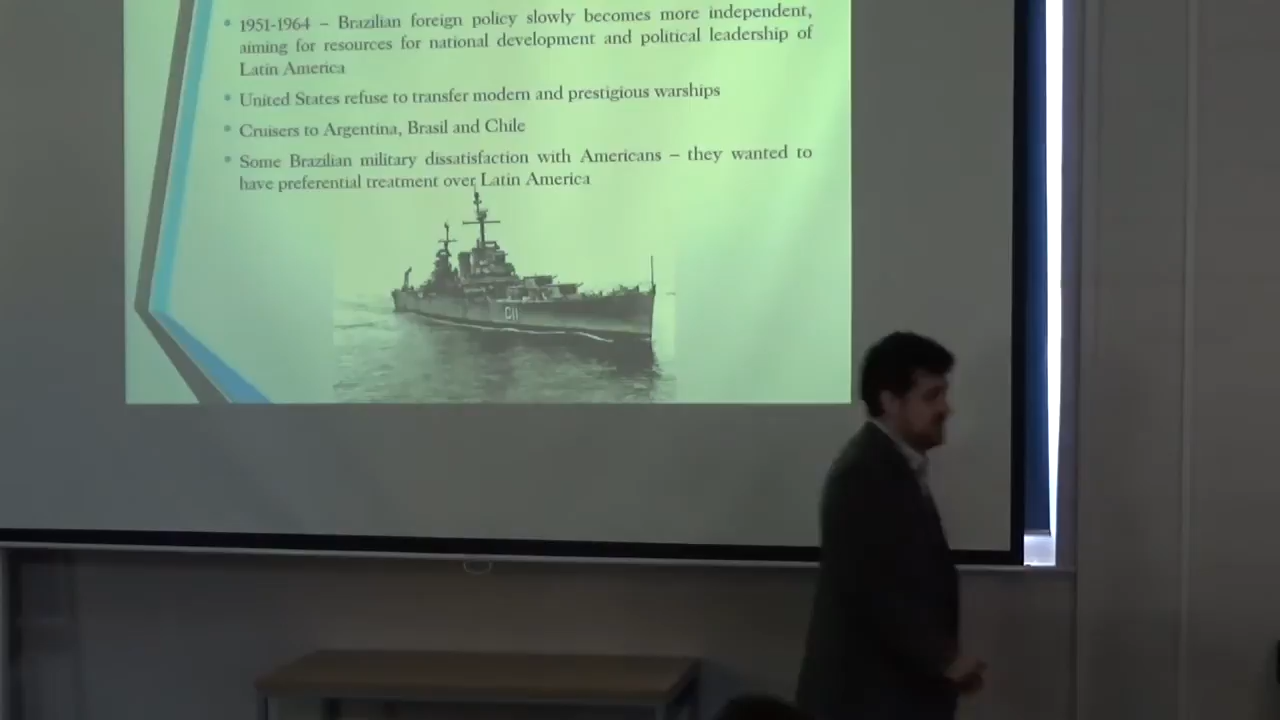 • 1951-1964 – Brazilian foreign policy slowly becomes more independent,
aiming for resources for national development and political leadership of
Latin America
• United States refuse to transfer modern and prestigious warships
• Cruisers to Argentina, Brasil and Chile
• Some Brazilian military dissatisfaction with Americans – they wanted to
have preferential treatment over Latin America
C11